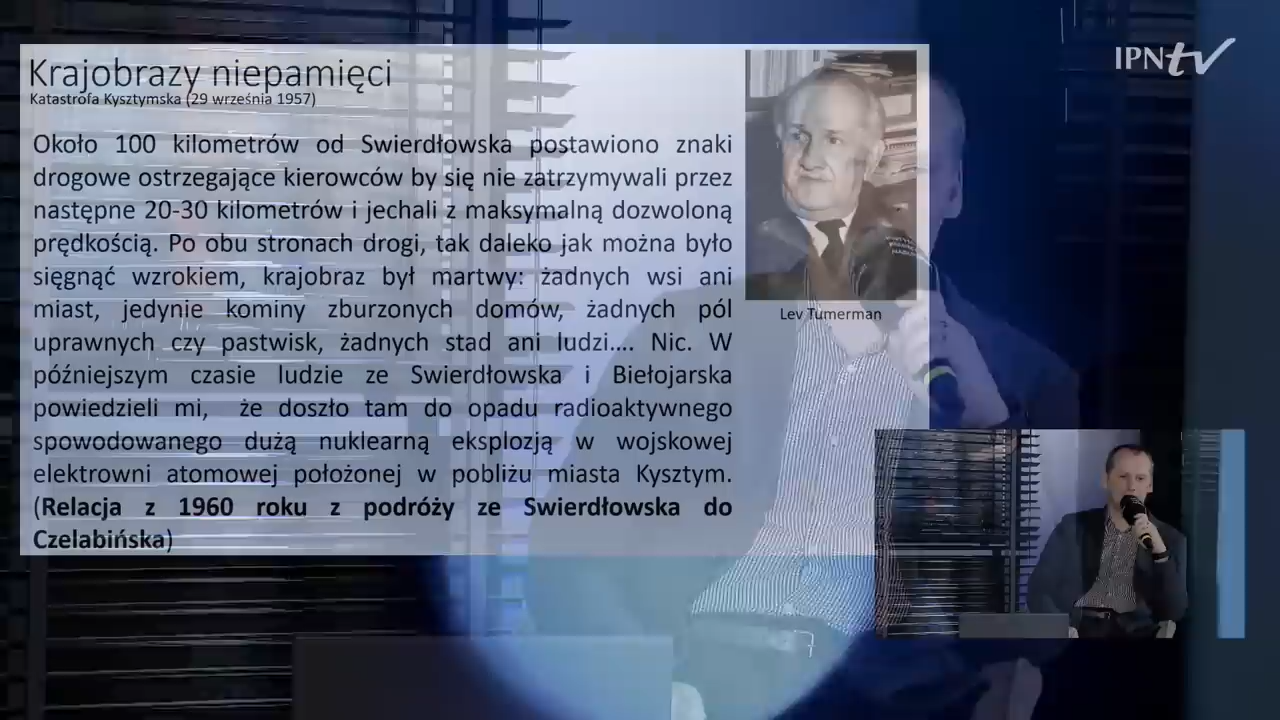 IPNtv
Krajobrazy niepamięci
Katastrofa Kysztymska (29 września 1957)
Około 100 kilometrów od Swierdłowska postawiono znaki
drogowe ostrzegające kierowców by się nie zatrzymywali przez
następne 20-30 kilometrów i jechali z maksymalną dozwoloną
prędkością. Po obu stronach drogi, tak daleko jak można było
sięgnąć wzrokiem, krajobraz był martwy: żadnych wsi ani
miast, jedynie kominy zburzonych domów, żadnych pól
uprawnych czy pastwisk, żadnych stad ani ludzi.... Nic. W
późniejszym czasie ludzie ze Swierdłowska i Biełojarska
powiedzieli mi, że doszło tam do opadu radioaktywnego
spowodowanego dużą nuklearną eksplozją w wojskowej
elektrowni atomowej położonej w pobliżu miasta Kysztym.
(Relacja z 1960 roku z podróży ze Swierdłowska do
Czelabińska)
Lev Tumerman